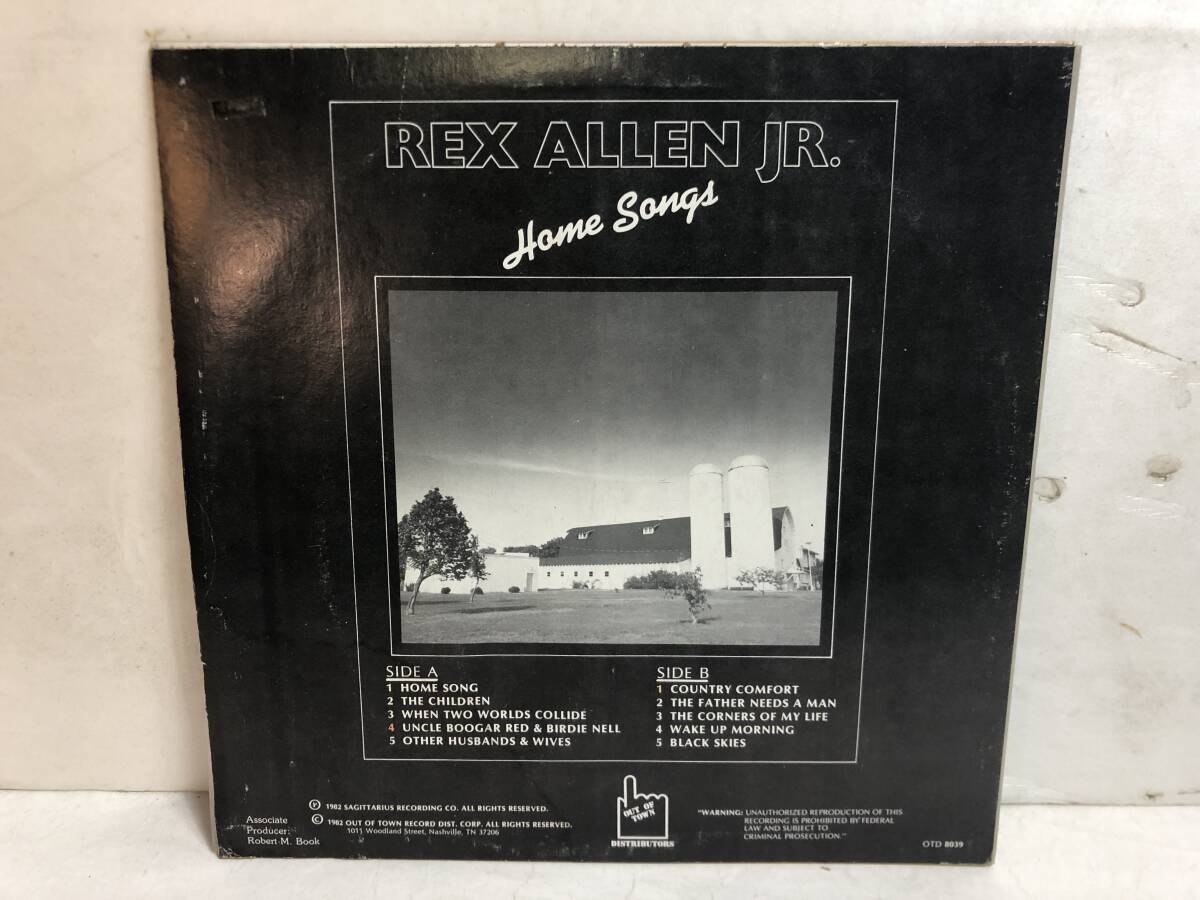 REX ALLEN JR.
Home Songs
SIDE A
1 HOME SONG
2 THE CHILDREN
3 WHEN TWO WORLDS COLLIDE
4 UNCLE BOOGAR RED & BIRDIE NELL
5 OTHER HUSBANDS & WIVES
SIDE B
1 COUNTRY COMFORT
2 THE FATHER NEEDS A MAN
3 THE CORNERS OF MY LIFE
4 WAKE UP MORNING
5 BLACK SKIES
Associate
Producer:
Robert M. Book
Ⓟ 1982 SAGITTARIUS RECORDING CO. ALL RIGHTS RESERVED.
© 1982 OUT OF TOWN RECORD DIST. CORP. ALL RIGHTS RESERVED.
1011 Woodland Street, Nashville, TN 37206
OUT OF
TOWN
DISTRIBUTORS
"WARNING: UNAUTHORIZED REPRODUCTION OF THIS
RECORDING IS PROHIBITED BY FEDERAL
LAW AND SUBJECT TO
CRIMINAL PROSECUTION."
OTD 8039